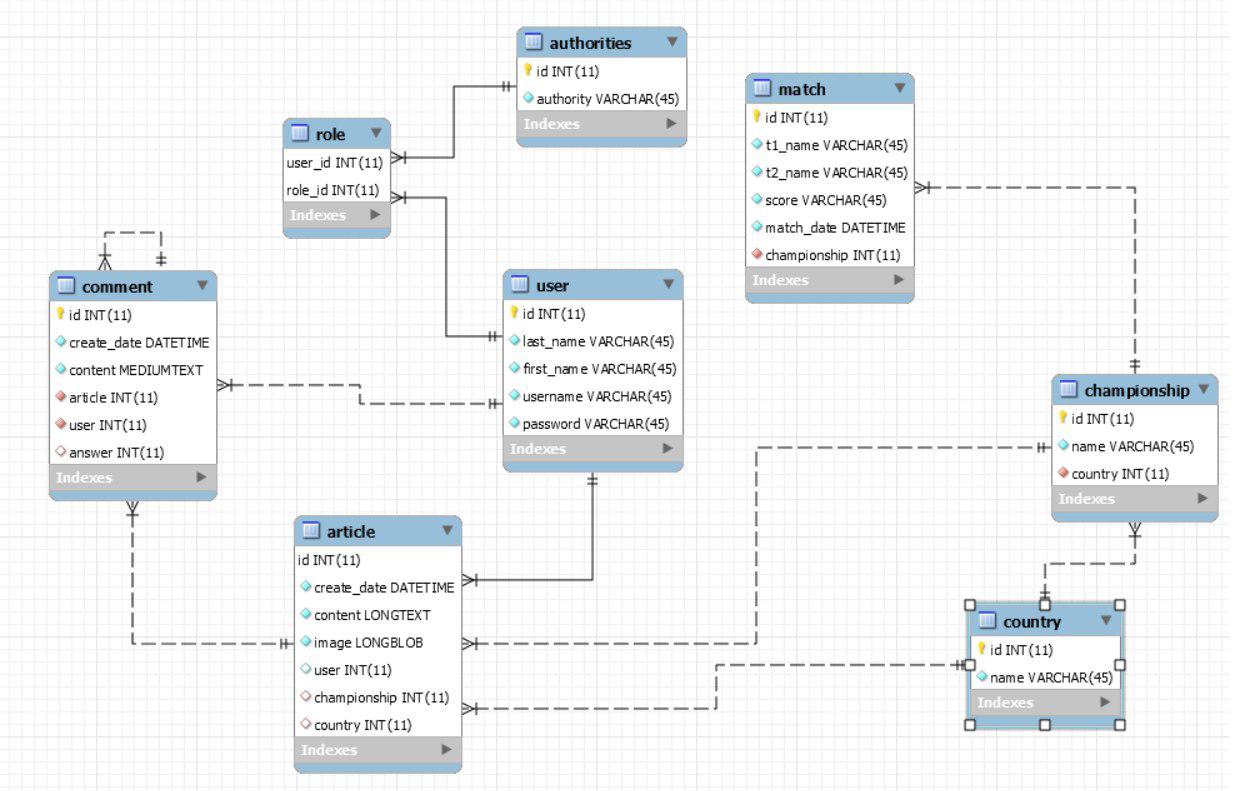 authorities
id INT(11)
authority VARCHAR(45)
Indexes
match
id INT(11)
t1_name VARCHAR(45)
t2_name VARCHAR(45)
score VARCHAR(45)
match_date DATETIME
championship INT(11)
Indexes
role
user_id INT(11)
role_id INT(11)
Indexes
comment
id INT(11)
create_date DATETIME
content MEDIUMTEXT
article INT(11)
user INT(11)
answer INT(11)
Indexes
user
id INT(11)
last_name VARCHAR(45)
first_name VARCHAR(45)
username VARCHAR(45)
password VARCHAR(45)
Indexes
championship
id INT(11)
name VARCHAR(45)
country INT(11)
Indexes
article
id INT(11)
create_date DATETIME
content LONGTEXT
image LONGBLOB
user INT(11)
championship INT(11)
country INT(11)
Indexes
country
id INT(11)
name VARCHAR(45)
Indexes